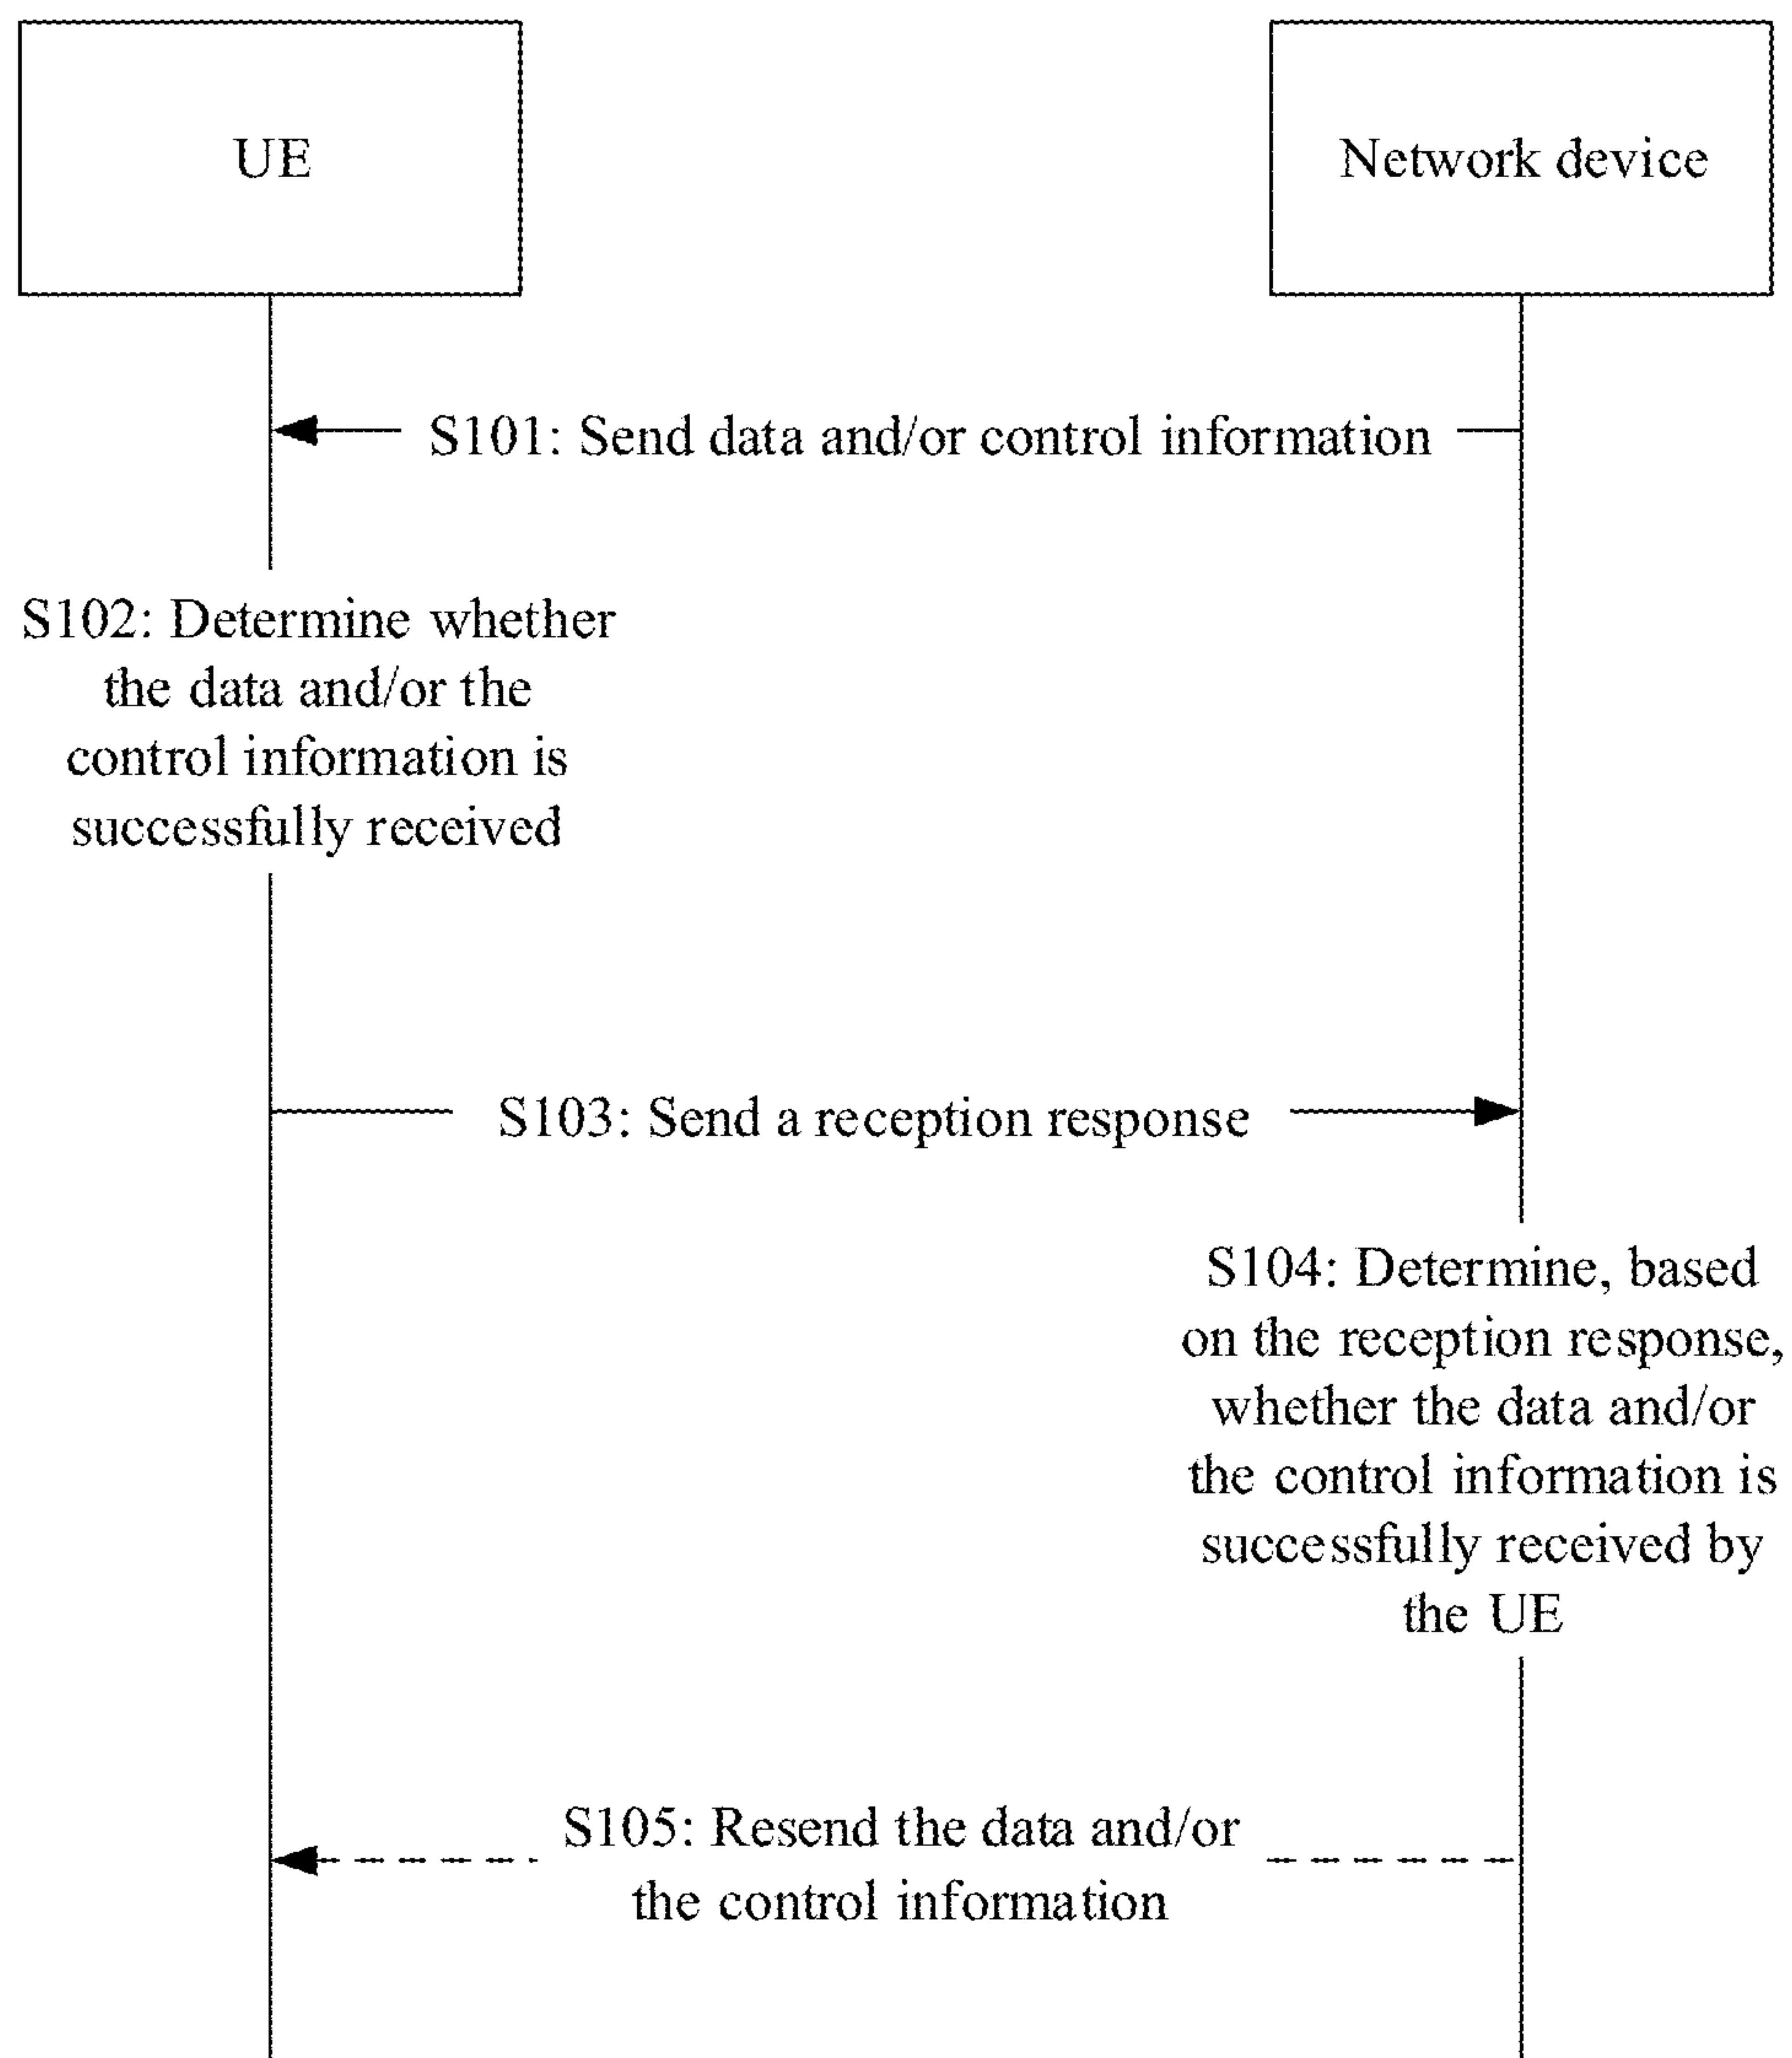 UE
Network device
S101: Send data and/or control information
S102: Determine whether
the data and/or the
control information is
successfully received
S103: Send a reception response
S104: Determine, based
on the reception response,
whether the data and/or
the control information is
successfully received by
the UE
S105: Resend the data and/or
the control information